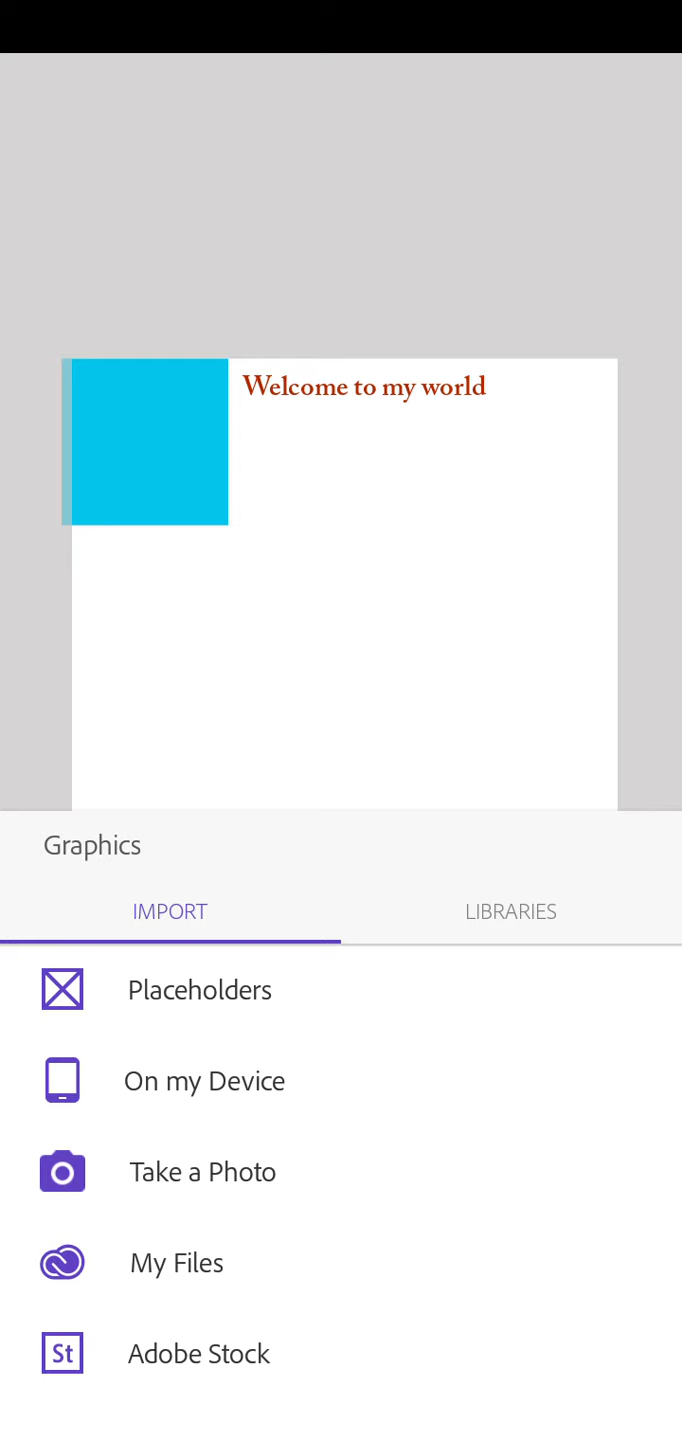 Welcome to my world
Graphics
IMPORT
LIBRARIES
Placeholders
On my Device
Take a Photo
My Files
St
Adobe Stock